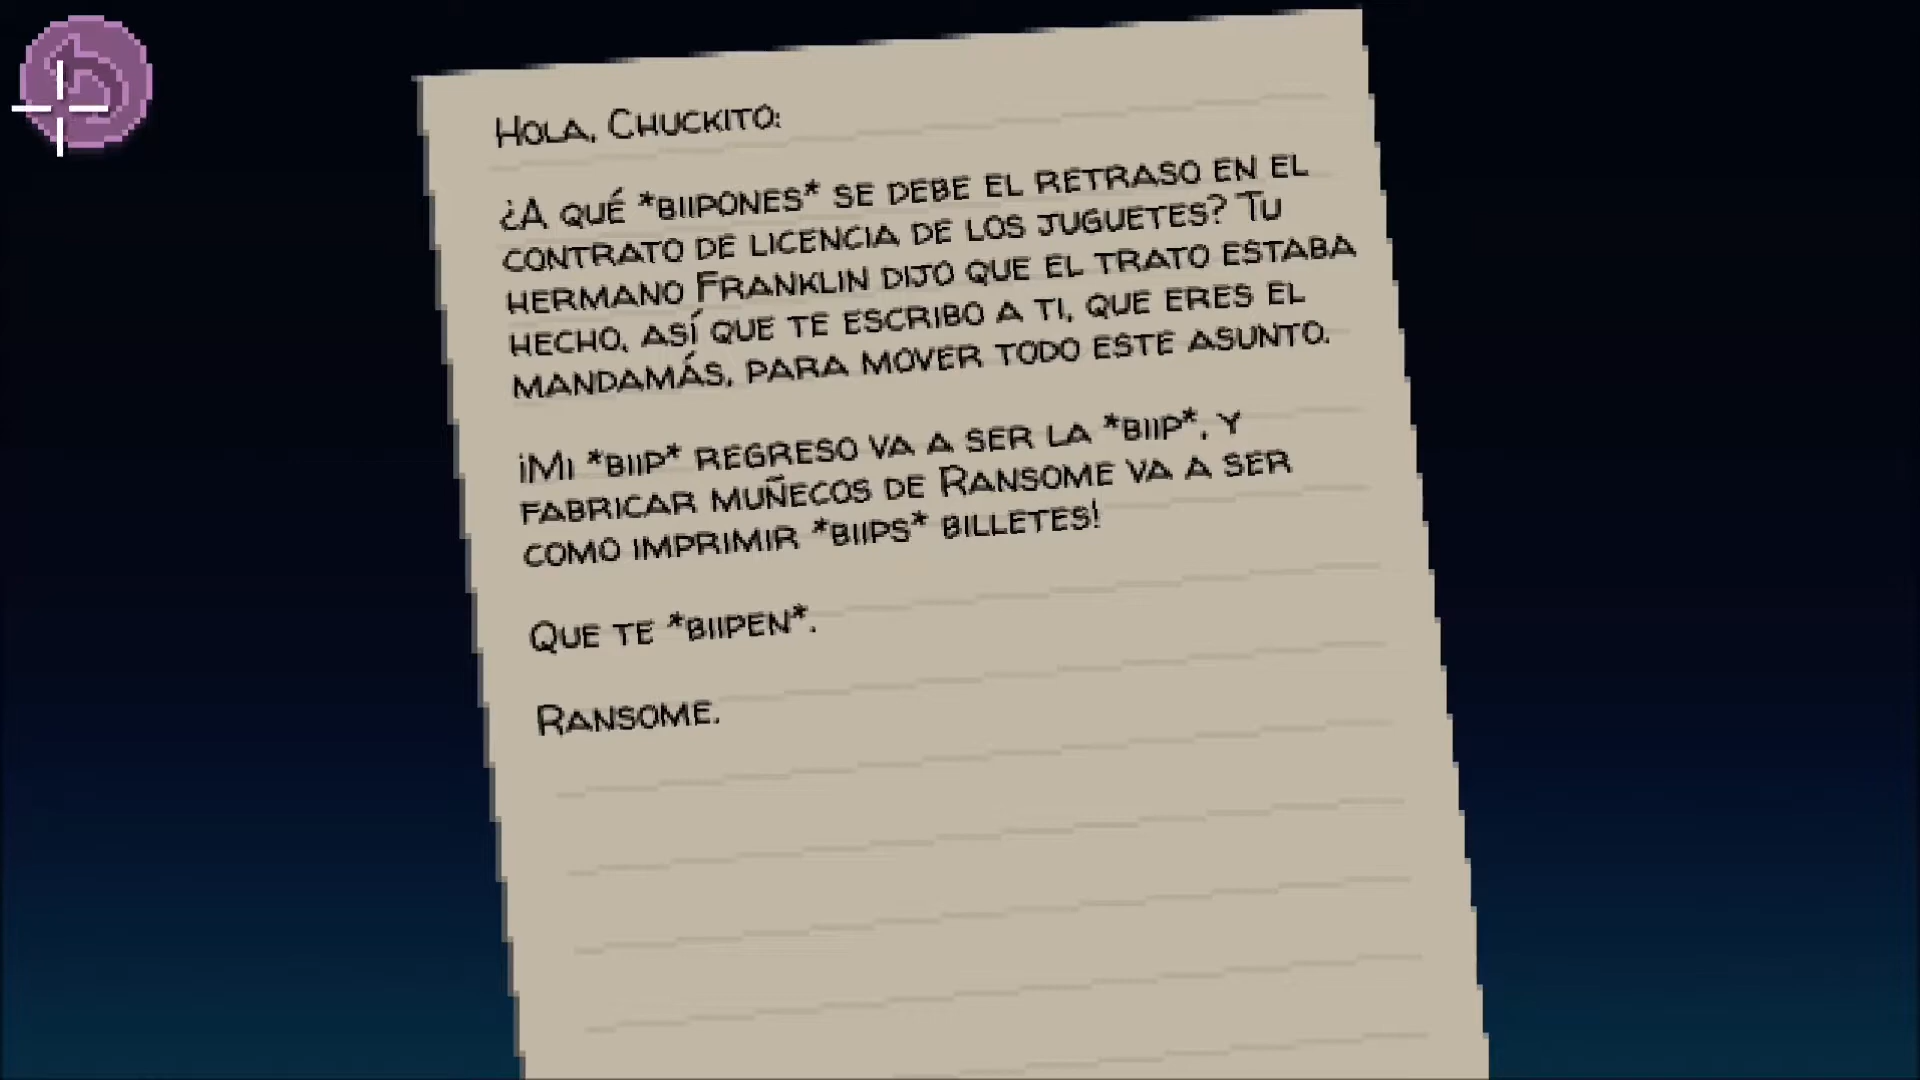 Hola, Chuckito:
¿A qué *biipones* se debe el retraso en el
contrato de licencia de los juguetes? Tu
hermano Franklin dijo que el trato estaba
hecho, así que te escribo a ti, que eres el
mandamás, para mover todo este asunto.
¡Mi *biip* regreso va a ser la *biip*, y
fabricar muñecos de Ransome va a ser
como imprimir *biips* billetes!
Que te *biipen*.
Ransome.